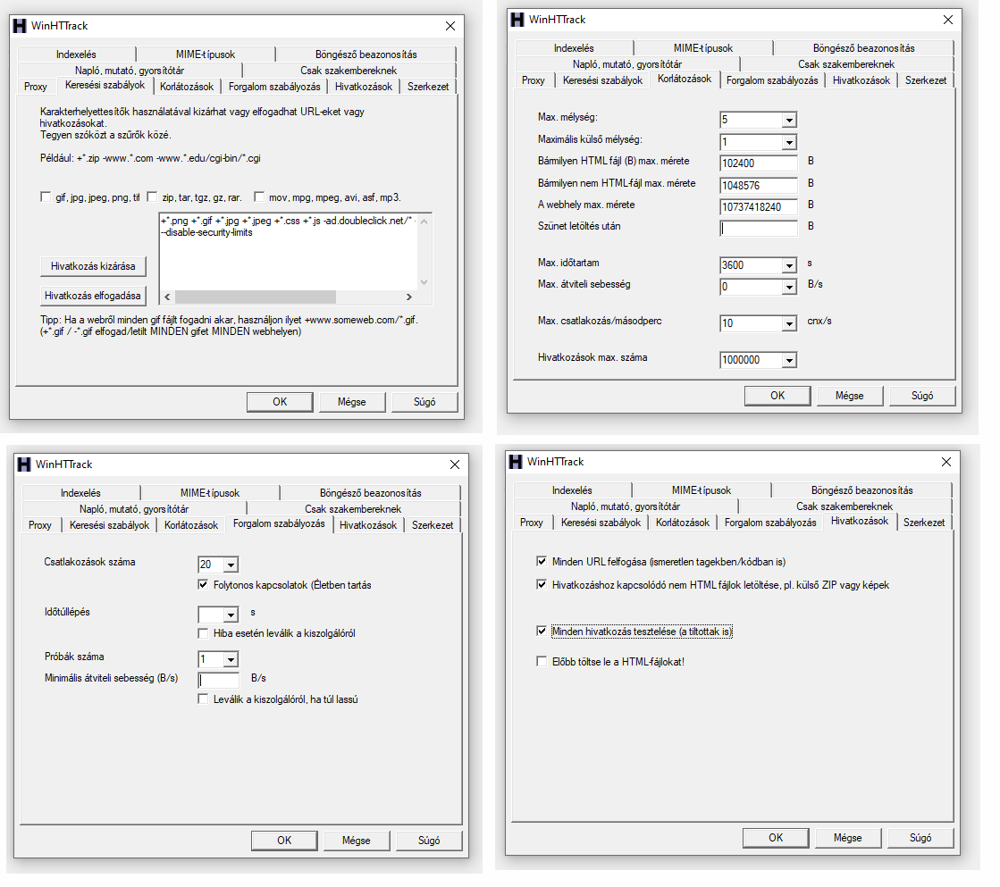 WinHTTrack
Indexelés MIME-típusok Böngésző beazonosítás
Napló, mutató, gyorsítótár Csak szakembereknek
Proxy Keresési szabályok Korlátozások Forgalom szabályozás Hivatkozások Szerkezet
Karakterhelyettesítők használatával kizárhat vagy elfogadhat URL-eket vagy
hivatkozásokat.
Tegyen szóközt a szűrők közé.
Például: +*.zip -www.*.com -www.*.edu/cgi-bin/*.cgi
gif, jpg, jpeg, png, tif zip, tar, tgz, gz, rar. mov, mpg, mpeg, avi, asf, mp3.
+*.png +*.gif +*.jpg +*.jpeg +*.css +*.js -ad.doubleclick.net/* -
--disable-security-limits
Hivatkozás kizárása
Hivatkozás elfogadása
Tipp: Ha a webről minden gif fájlt fogadni akar, használjon ilyet +www.someweb.com/*.gif.
(+*.gif / -*.gif elfogad/letilt MINDEN gifet MINDEN webhelyen)
OK Mégse Súgó
WinHTTrack
Indexelés MIME-típusok Böngésző beazonosítás
Napló, mutató, gyorsítótár Csak szakembereknek
Proxy Keresési szabályok Korlátozások Forgalom szabályozás Hivatkozások Szerkezet
Max. mélység: 5
Maximális külső mélység: 1
Bármilyen HTML fájl (B) max. mérete 102400 B
Bármilyen nem HTML-fájl max. mérete 1048576 B
A webhely max. mérete 10737418240 B
Szünet letöltés után B
Max. időtartam 3600 s
Max. átviteli sebesség 0 B/s
Max. csatlakozás/másodperc 10 cnx/s
Hivatkozások max. száma 1000000
OK Mégse Súgó
WinHTTrack
Indexelés MIME-típusok Böngésző beazonosítás
Napló, mutató, gyorsítótár Csak szakembereknek
Proxy Keresési szabályok Korlátozások Forgalom szabályozás Hivatkozások Szerkezet
Csatlakozások száma 20
Folytonos kapcsolatok (Életben tartás
Időtúllépés s
Hiba esetén leválik a kiszolgálóról
Próbák száma 1
Minimális átviteli sebesség (B/s) B/s
Leválik a kiszolgálóról, ha túl lassú
OK Mégse Súgó
WinHTTrack
Indexelés MIME-típusok Böngésző beazonosítás
Napló, mutató, gyorsítótár Csak szakembereknek
Proxy Keresési szabályok Korlátozások Forgalom szabályozás Hivatkozások Szerkezet
Minden URL felfogása (ismeretlen tagekben/kódban is)
Hivatkozáshoz kapcsolódó nem HTML fájlok letöltése, pl. külső ZIP vagy képek
Minden hivatkozás tesztelése (a tiltottak is)
Előbb töltse le a HTML-fájlokat!
OK Mégse Súgó